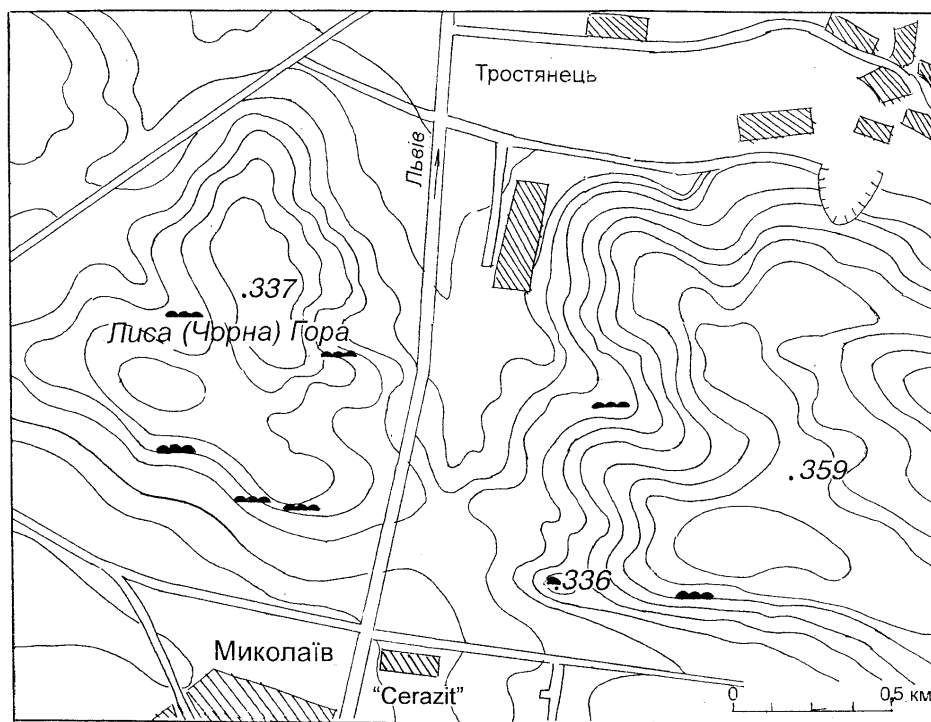 Тростянець
Львів
.337
Лиса (Чорна) Гора
.359
336
Миколаїв
"Cerazit"
0 0,5 км